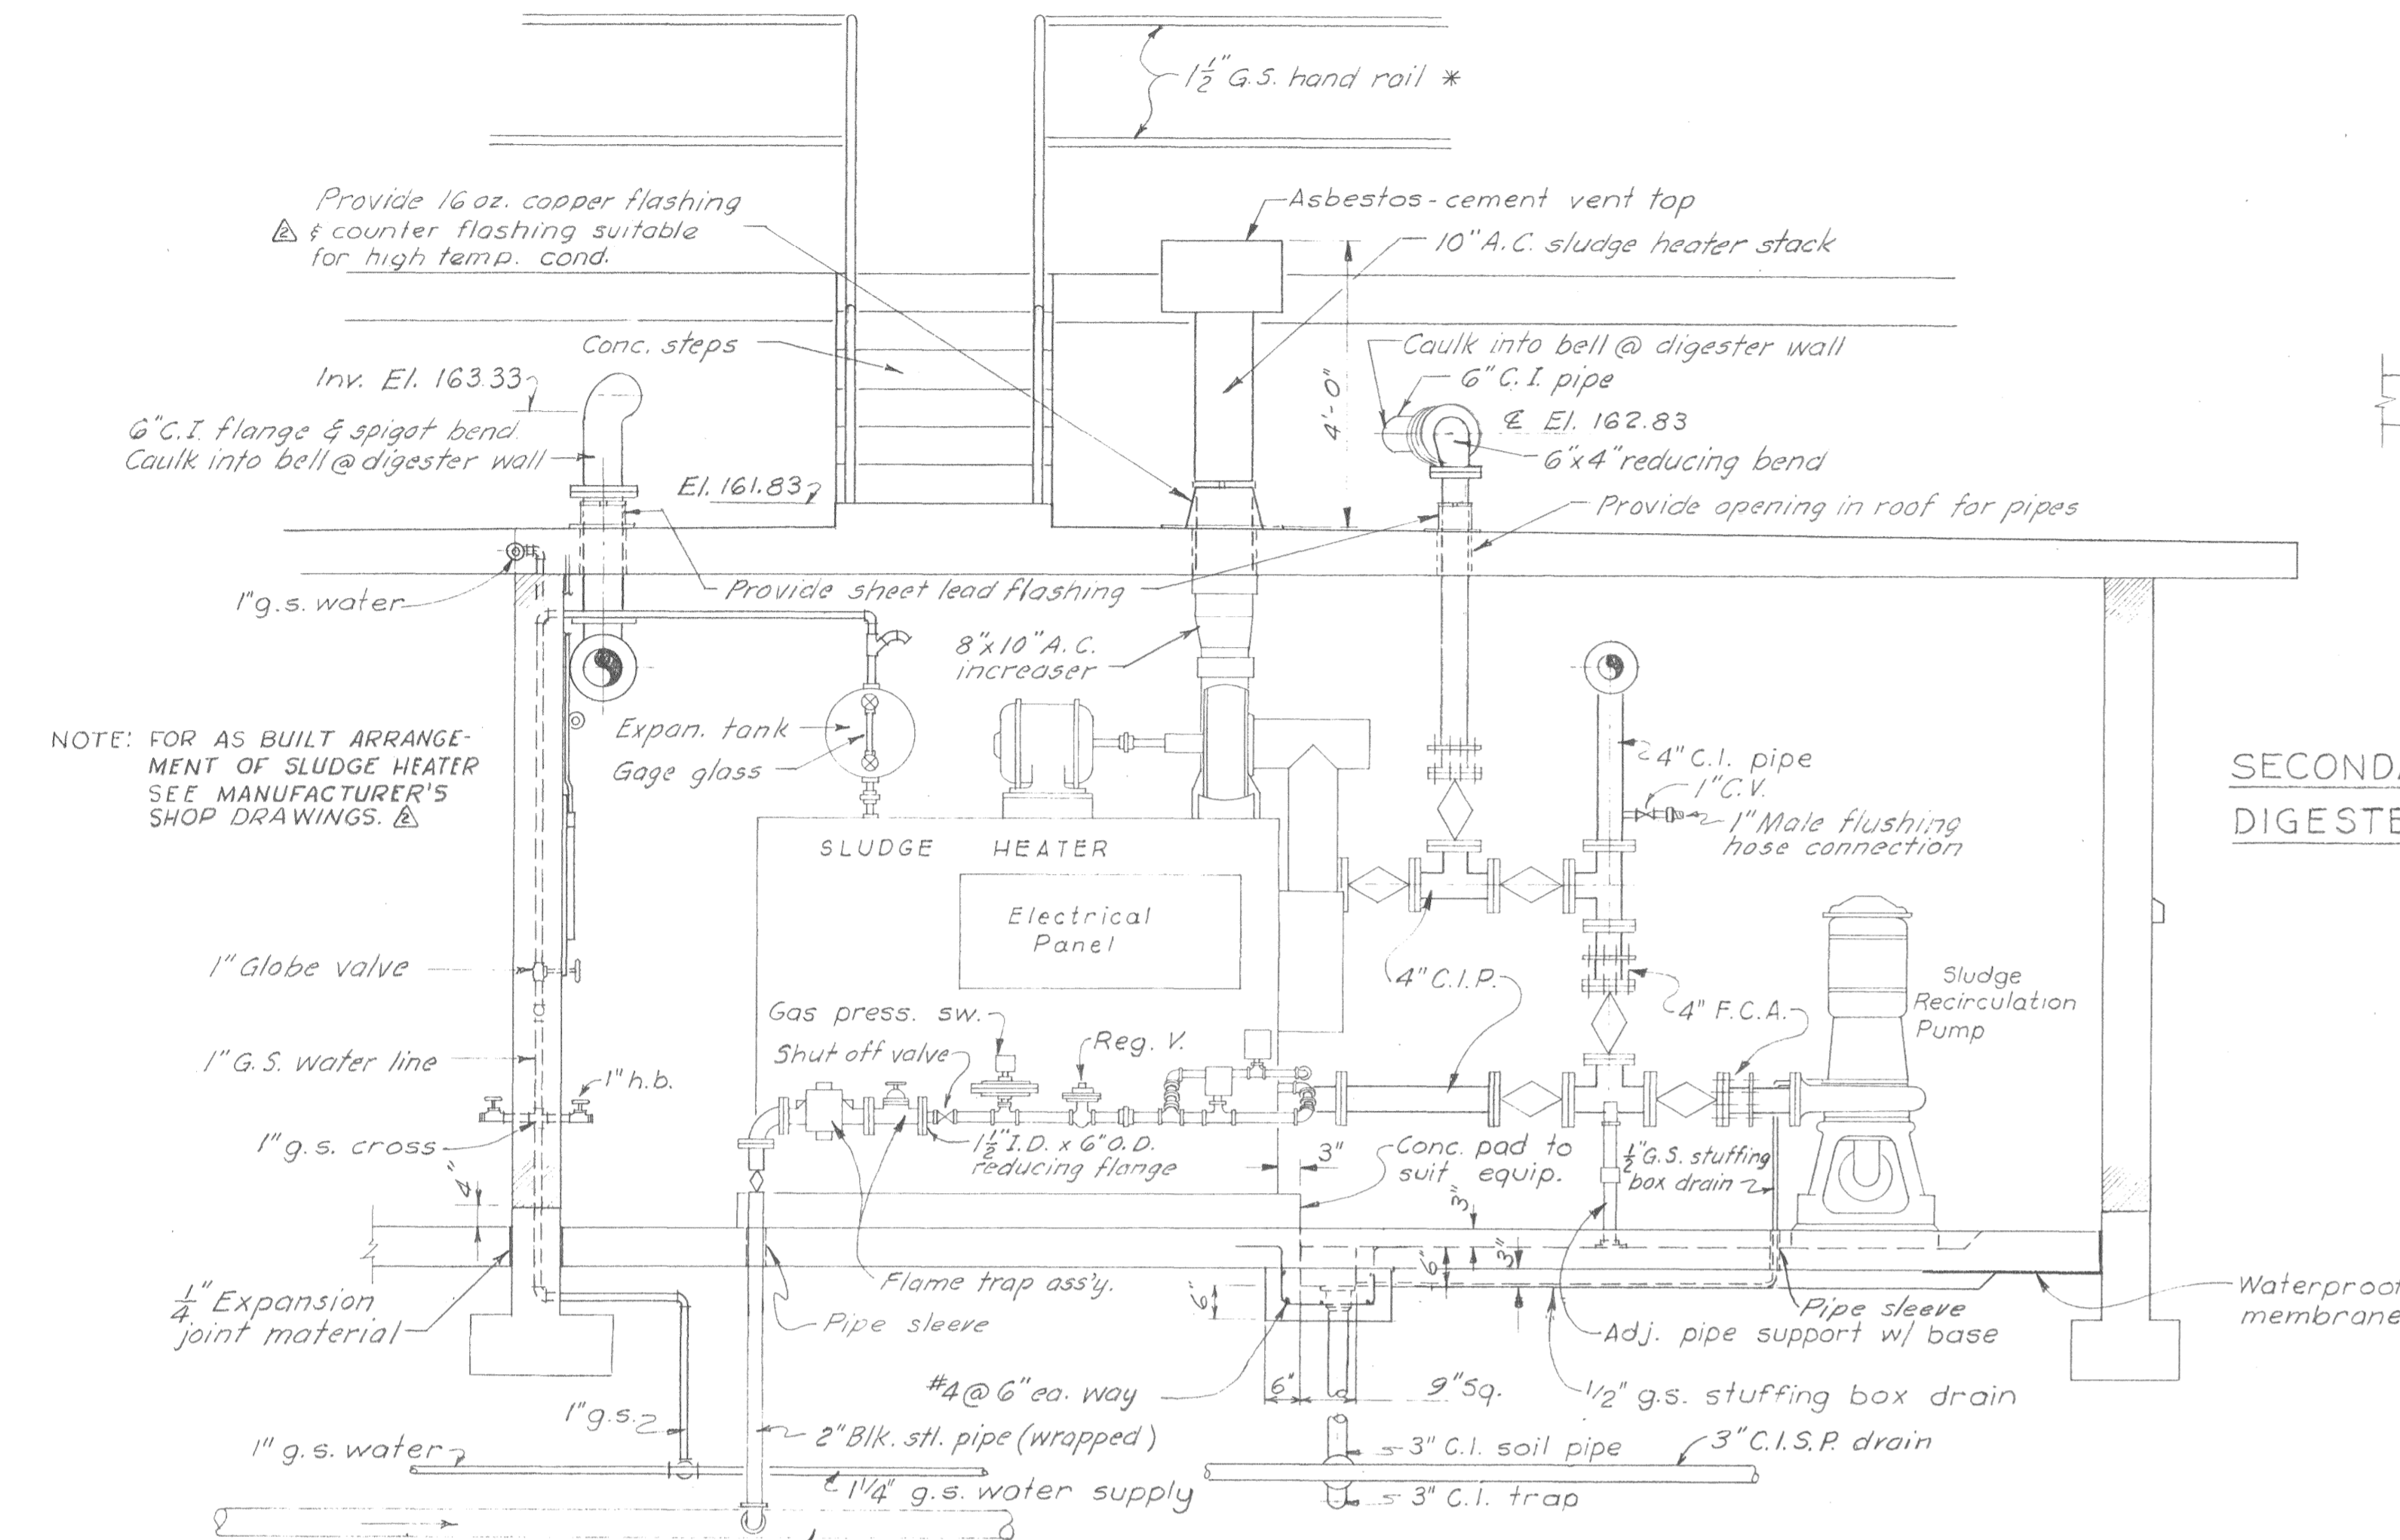 1 1/2" G.S. hand rail *
Provide 16 oz. copper flashing
2 & counter flashing suitable
for high temp. cond.
Asbestos-cement vent top
10" A.C. sludge heater stack
Conc. steps
Caulk into bell @ digester wall
6" C.I. pipe
Inv. El. 163.33
4'-0"
℄ El. 162.83
6" C.I. flange & spigot bend.
Caulk into bell @ digester wall
6"x4" reducing bend
El. 161.83
Provide opening in roof for pipes
1" g.s. water
Provide sheet lead flashing
8"x10" A.C.
increaser
NOTE: FOR AS BUILT ARRANGE-
MENT OF SLUDGE HEATER
SEE MANUFACTURER'S
SHOP DRAWINGS. 2
Expan. tank
Gage glass
4" C.I. pipe
1" C.V.
1" Male flushing
hose connection
SECONDA
DIGESTE
SLUDGE HEATER
Electrical
Panel
1" Globe valve
4" C.I.P.
4" F.C.A.
Sludge
Recirculation
Pump
Gas press. sw.
Shut off valve
Reg. V.
1" G.S. water line
1" h.b.
1" g.s. cross
1 1/2" I.D. x 6" O.D.
reducing flange
3"
Conc. pad to
suit equip.
1/2" G.S. stuffing
box drain
4"
3"
3"
6"
6"
1/4" Expansion
joint material
Flame trap ass'y.
Pipe sleeve
Pipe sleeve
Adj. pipe support w/ base
Waterproof
membrane
#4 @ 6" ea. way
6"
9" Sq.
1/2" g.s. stuffing box drain
1" g.s.
2" Blk. stl. pipe (wrapped)
1" g.s. water
3" C.I. soil pipe
3" C.I.S.P. drain
1 1/4" g.s. water supply
3" C.I. trap